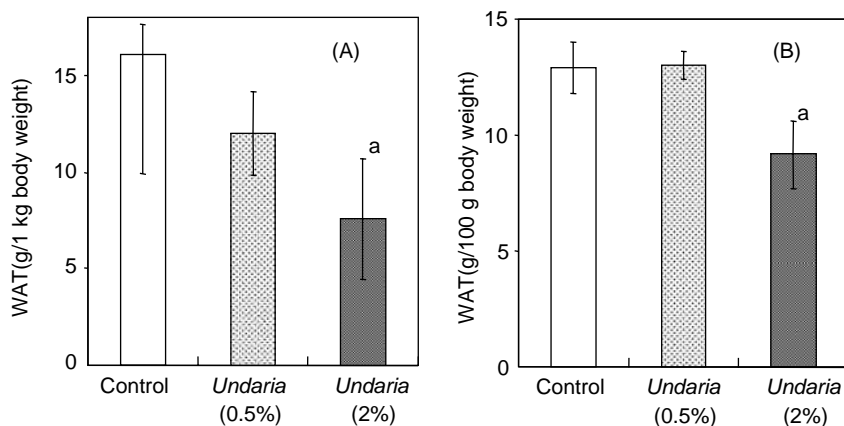 (A)
WAT(g/1 kg body weight)
15
10
5
0
a
Control
Undaria
(0.5%)
Undaria
(2%)
(B)
WAT(g/100 g body weight)
15
10
5
0
a
Control
Undaria
(0.5%)
Undaria
(2%)